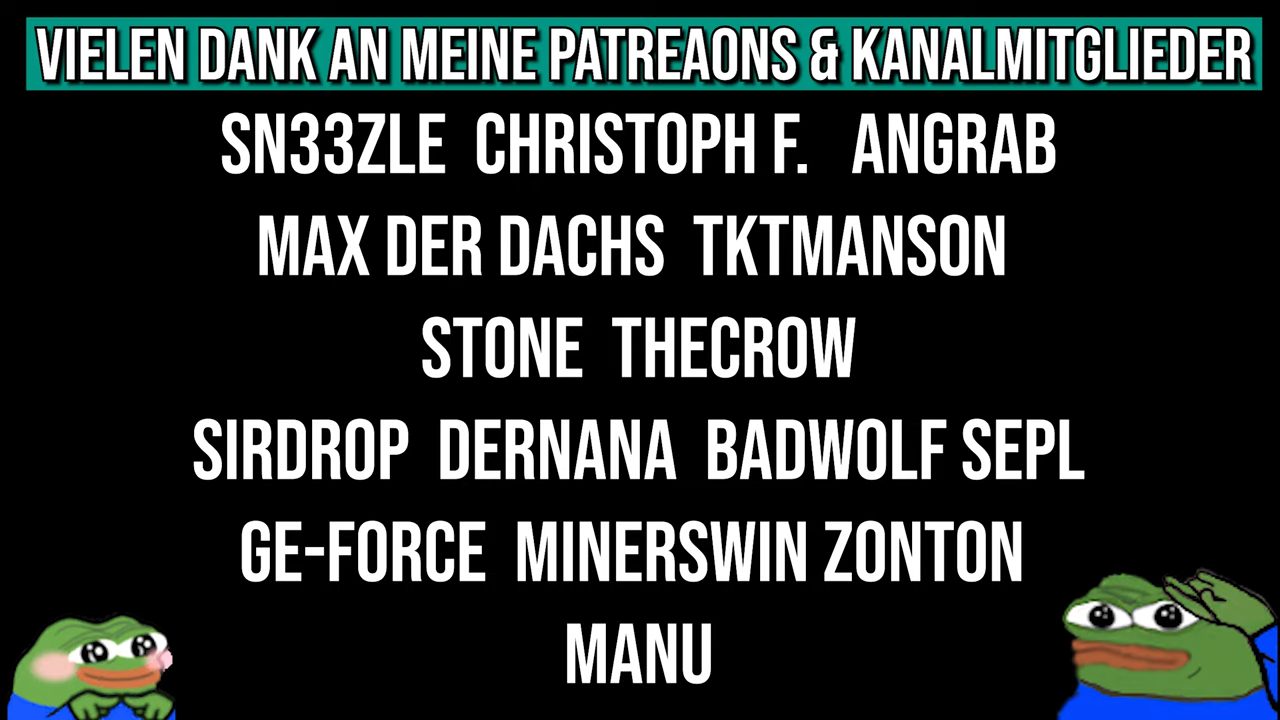 VIELEN DANK AN MEINE PATREAONS & KANALMITGLIEDER
SN33ZLE CHRISTOPH F. ANGRAB
MAX DER DACHS TKTMANSON
STONE THECROW
SIRDROP DERNANA BADWOLF SEPL
GE-FORCE MINERSWIN ZONTON
MANU